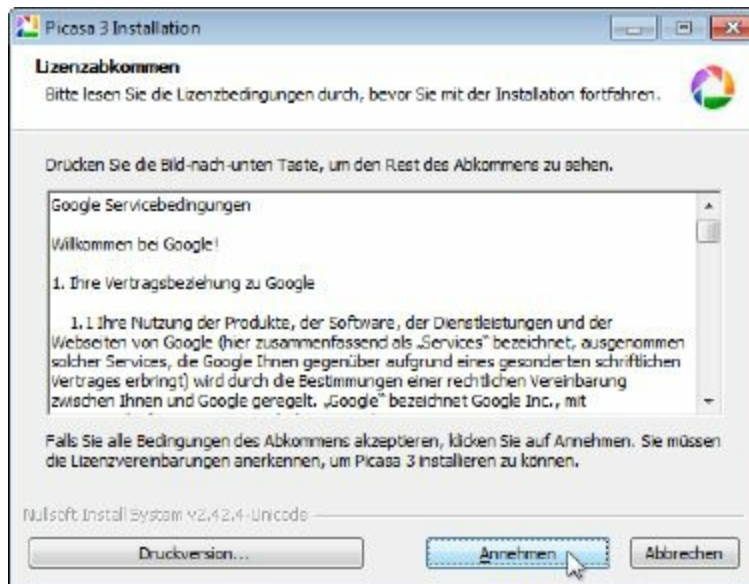 Picasa 3 Installation
Lizenzabkommen
Bitte lesen Sie die Lizenzbedingungen durch, bevor Sie mit der Installation fortfahren.
Drücken Sie die Bild-nach-unten Taste, um den Rest des Abkommens zu sehen.
Google Servicebedingungen
Willkommen bei Google!
1. Ihre Vertragsbeziehung zu Google
1.1 Ihre Nutzung der Produkte, der Software, der Dienstleistungen und der
Webseiten von Google (hier zusammenfassend als „Services“ bezeichnet, ausgenommen
solcher Services, die Google Ihnen gegenüber aufgrund eines gesonderten schriftlichen
Vertrages erbringt) wird durch die Bestimmungen einer rechtlichen Vereinbarung
zwischen Ihnen und Google geregelt. „Google“ bezeichnet Google Inc., mit
Falls Sie alle Bedingungen des Abkommens akzeptieren, klicken Sie auf Annehmen. Sie müssen
die Lizenzvereinbarungen anerkennen, um Picasa 3 installieren zu können.
Nullsoft Install System v2.42.4-Unicode
Druckversion...
Annehmen
Abbrechen